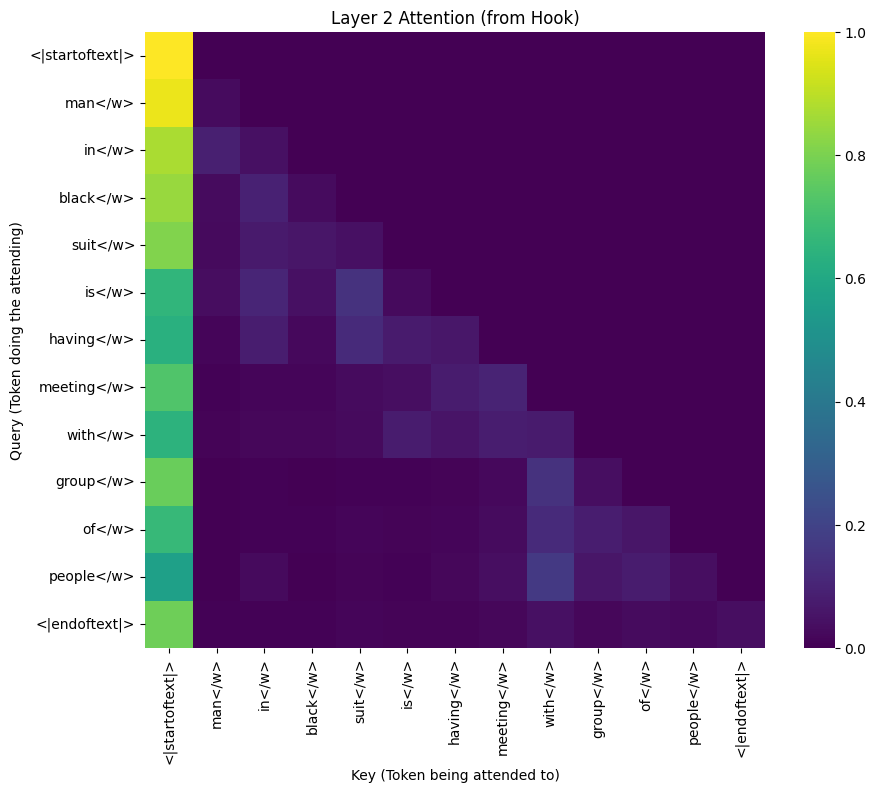 Layer 2 Attention (from Hook)
Query (Token doing the attending)
<|startoftext|>
man</w>
in</w>
black</w>
suit</w>
is</w>
having</w>
meeting</w>
with</w>
group</w>
of</w>
people</w>
<|endoftext|>
1.0
0.8
0.6
0.4
0.2
0.0
<|startoftext|>
man</w>
in</w>
black</w>
suit</w>
is</w>
having</w>
meeting</w>
with</w>
group</w>
of</w>
people</w>
<|endoftext|>
Key (Token being attended to)